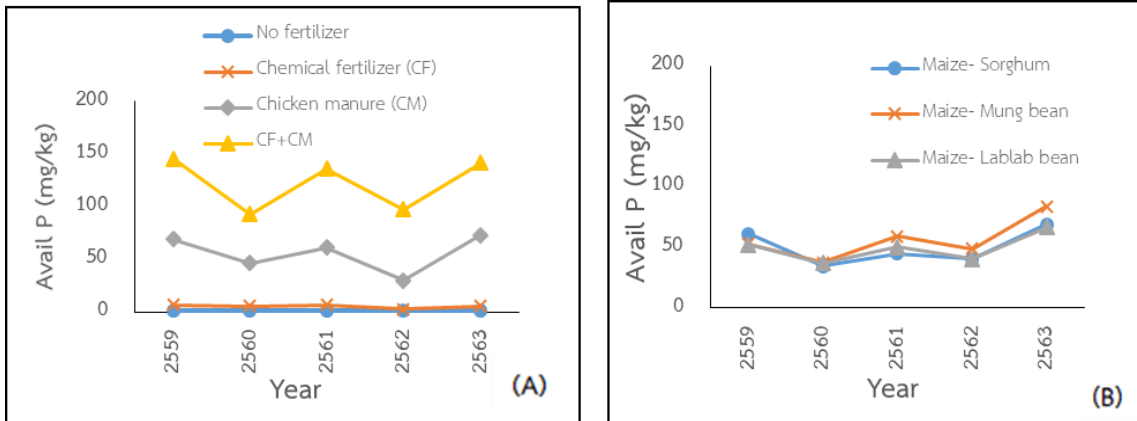 No fertilizer
Chemical fertilizer (CF)
Chicken manure (CM)
CF+CM
200
150
100
50
0
Avail P (mg/kg)
2559
2560
2561
2562
2563
Year
(A)
Maize- Sorghum
Maize- Mung bean
Maize- Lablab bean
200
150
100
50
0
Avail P (mg/kg)
2559
2560
2561
2562
2563
Year
(B)